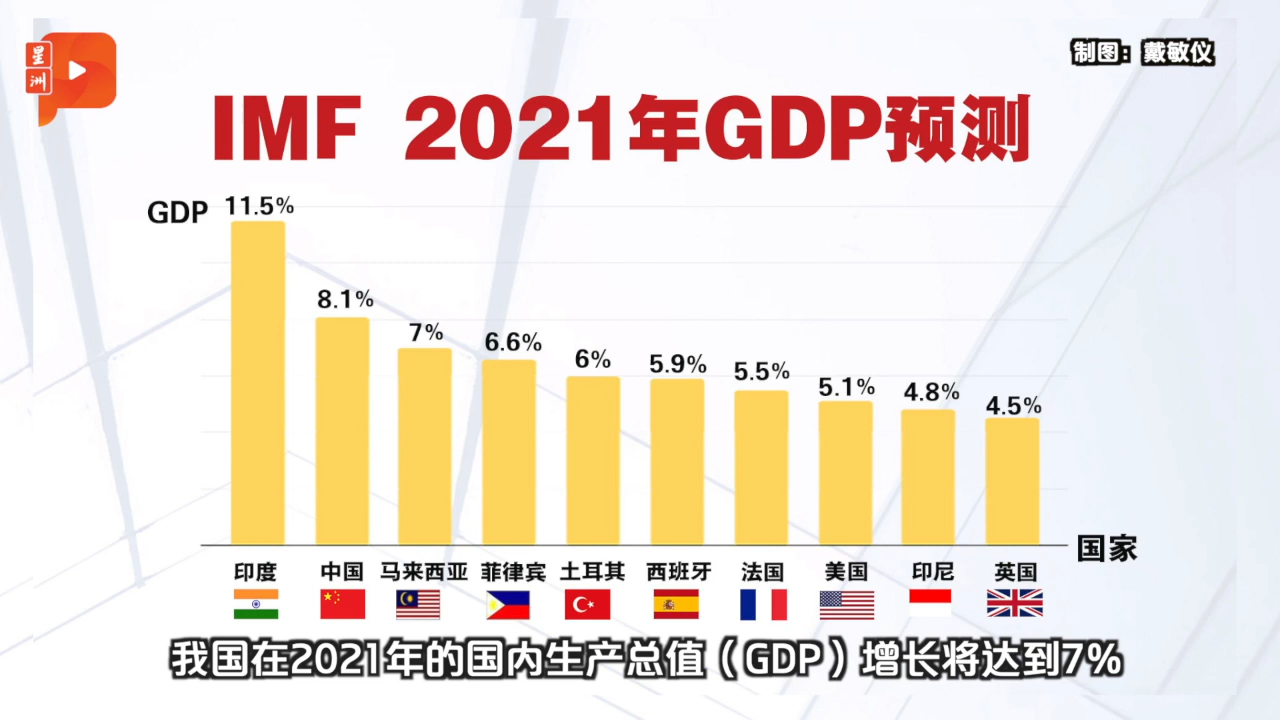 星洲
制图：戴敏仪
IMF 2021年GDP预测
GDP
11.5%
8.1%
7%
6.6%
6%
5.9%
5.5%
5.1%
4.8%
4.5%
国家
印度 中国 马来西亚 菲律宾 土耳其 西班牙 法国 美国 印尼 英国
我国在2021年的国内生产总值（GDP）增长将达到7%